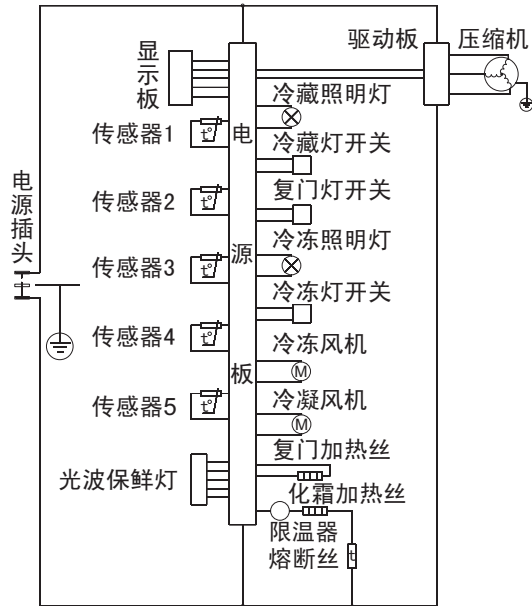 驱动板
压缩机
显示板
冷藏照明灯
传感器1
冷藏灯开关
电源插头
传感器2
复门灯开关
电源板
冷冻照明灯
传感器3
冷冻灯开关
传感器4
冷冻风机
M
传感器5
冷凝风机
M
复门加热丝
光波保鲜灯
化霜加热丝
限温器
熔断丝
t
t°
t°
t°
t°
t°